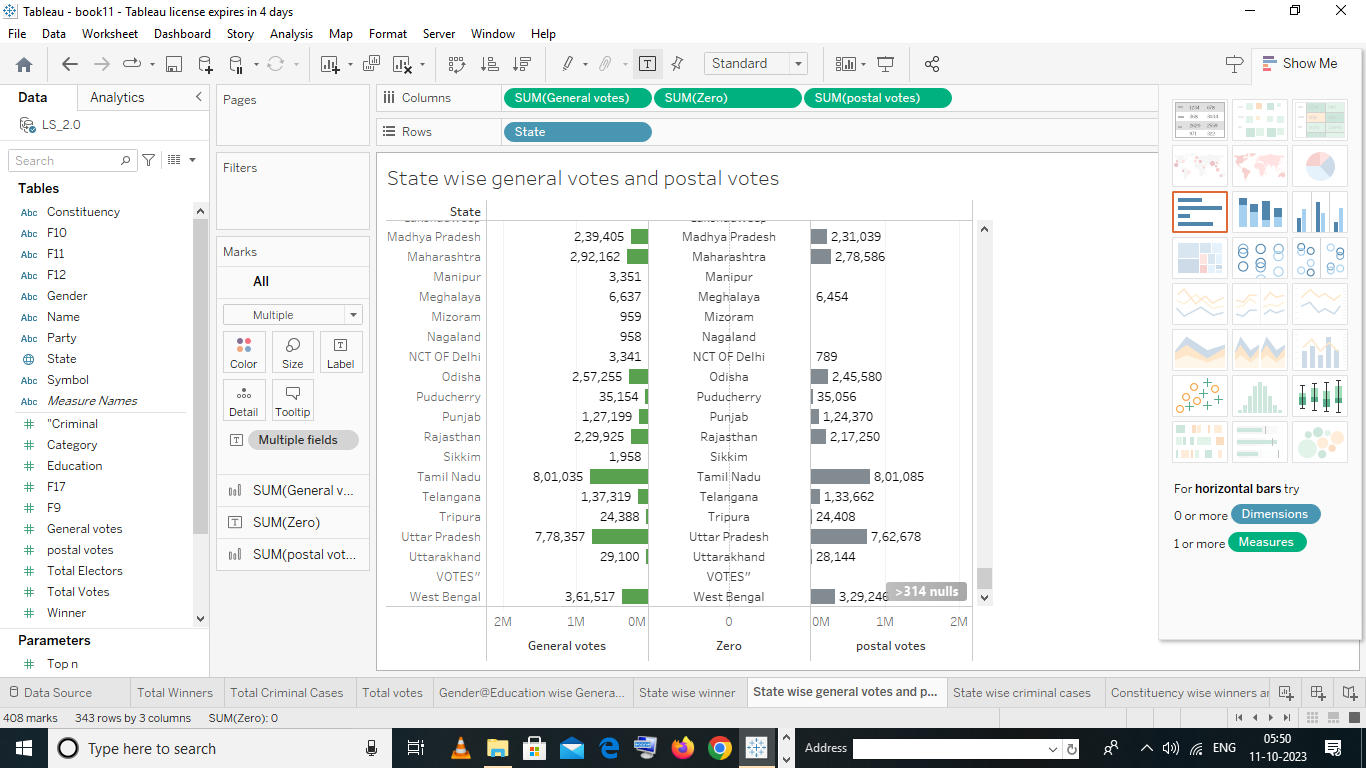 Tableau - book11 - Tableau license expires in 4 days
File Data Worksheet Dashboard Story Analysis Map Format Server Window Help
Standard
Show Me
Data Analytics
LS_2.0
Search
Tables
Abc Constituency
Abc F10
Abc F11
Abc F12
Abc Gender
Abc Name
Abc Party
State
Abc Symbol
Abc Measure Names
# "Criminal
# Category
# Education
# F17
# F9
# General votes
# postal votes
# Total Electors
# Total Votes
# Winner
Parameters
# Top n
Pages
Filters
Marks
All
Multiple
Color Size Label
Detail Tooltip
Multiple fields
SUM(General v...
SUM(Zero)
SUM(postal vot...
Columns SUM(General votes) SUM(Zero) SUM(postal votes)
Rows State
State wise general votes and postal votes
State
Madhya Pradesh 2,39,405 Madhya Pradesh 2,31,039
Maharashtra 2,92,162 Maharashtra 2,78,586
Manipur 3,351 Manipur
Meghalaya 6,637 Meghalaya 6,454
Mizoram 959 Mizoram
Nagaland 958 Nagaland
NCT OF Delhi 3,341 NCT OF Delhi 789
Odisha 2,57,255 Odisha 2,45,580
Puducherry 35,154 Puducherry 35,056
Punjab 1,27,199 Punjab 1,24,370
Rajasthan 2,29,925 Rajasthan 2,17,250
Sikkim 1,958 Sikkim
Tamil Nadu 8,01,035 Tamil Nadu 8,01,085
Telangana 1,37,319 Telangana 1,33,662
Tripura 24,388 Tripura 24,408
Uttar Pradesh 7,78,357 Uttar Pradesh 7,62,678
Uttarakhand 29,100 Uttarakhand 28,144
VOTES" VOTES"
West Bengal 3,61,517 West Bengal 3,29,246
>314 nulls
2M 1M 0M 0 0M 1M 2M
General votes Zero postal votes
For horizontal bars try
0 or more Dimensions
1 or more Measures
Data Source Total Winners Total Criminal Cases Total votes Gender@Education wise Genera... State wise winner State wise general votes and p... State wise criminal cases Constituency wise winners ar
408 marks 343 rows by 3 columns SUM(Zero): 0
Type here to search
Address
ENG
05:50
11-10-2023